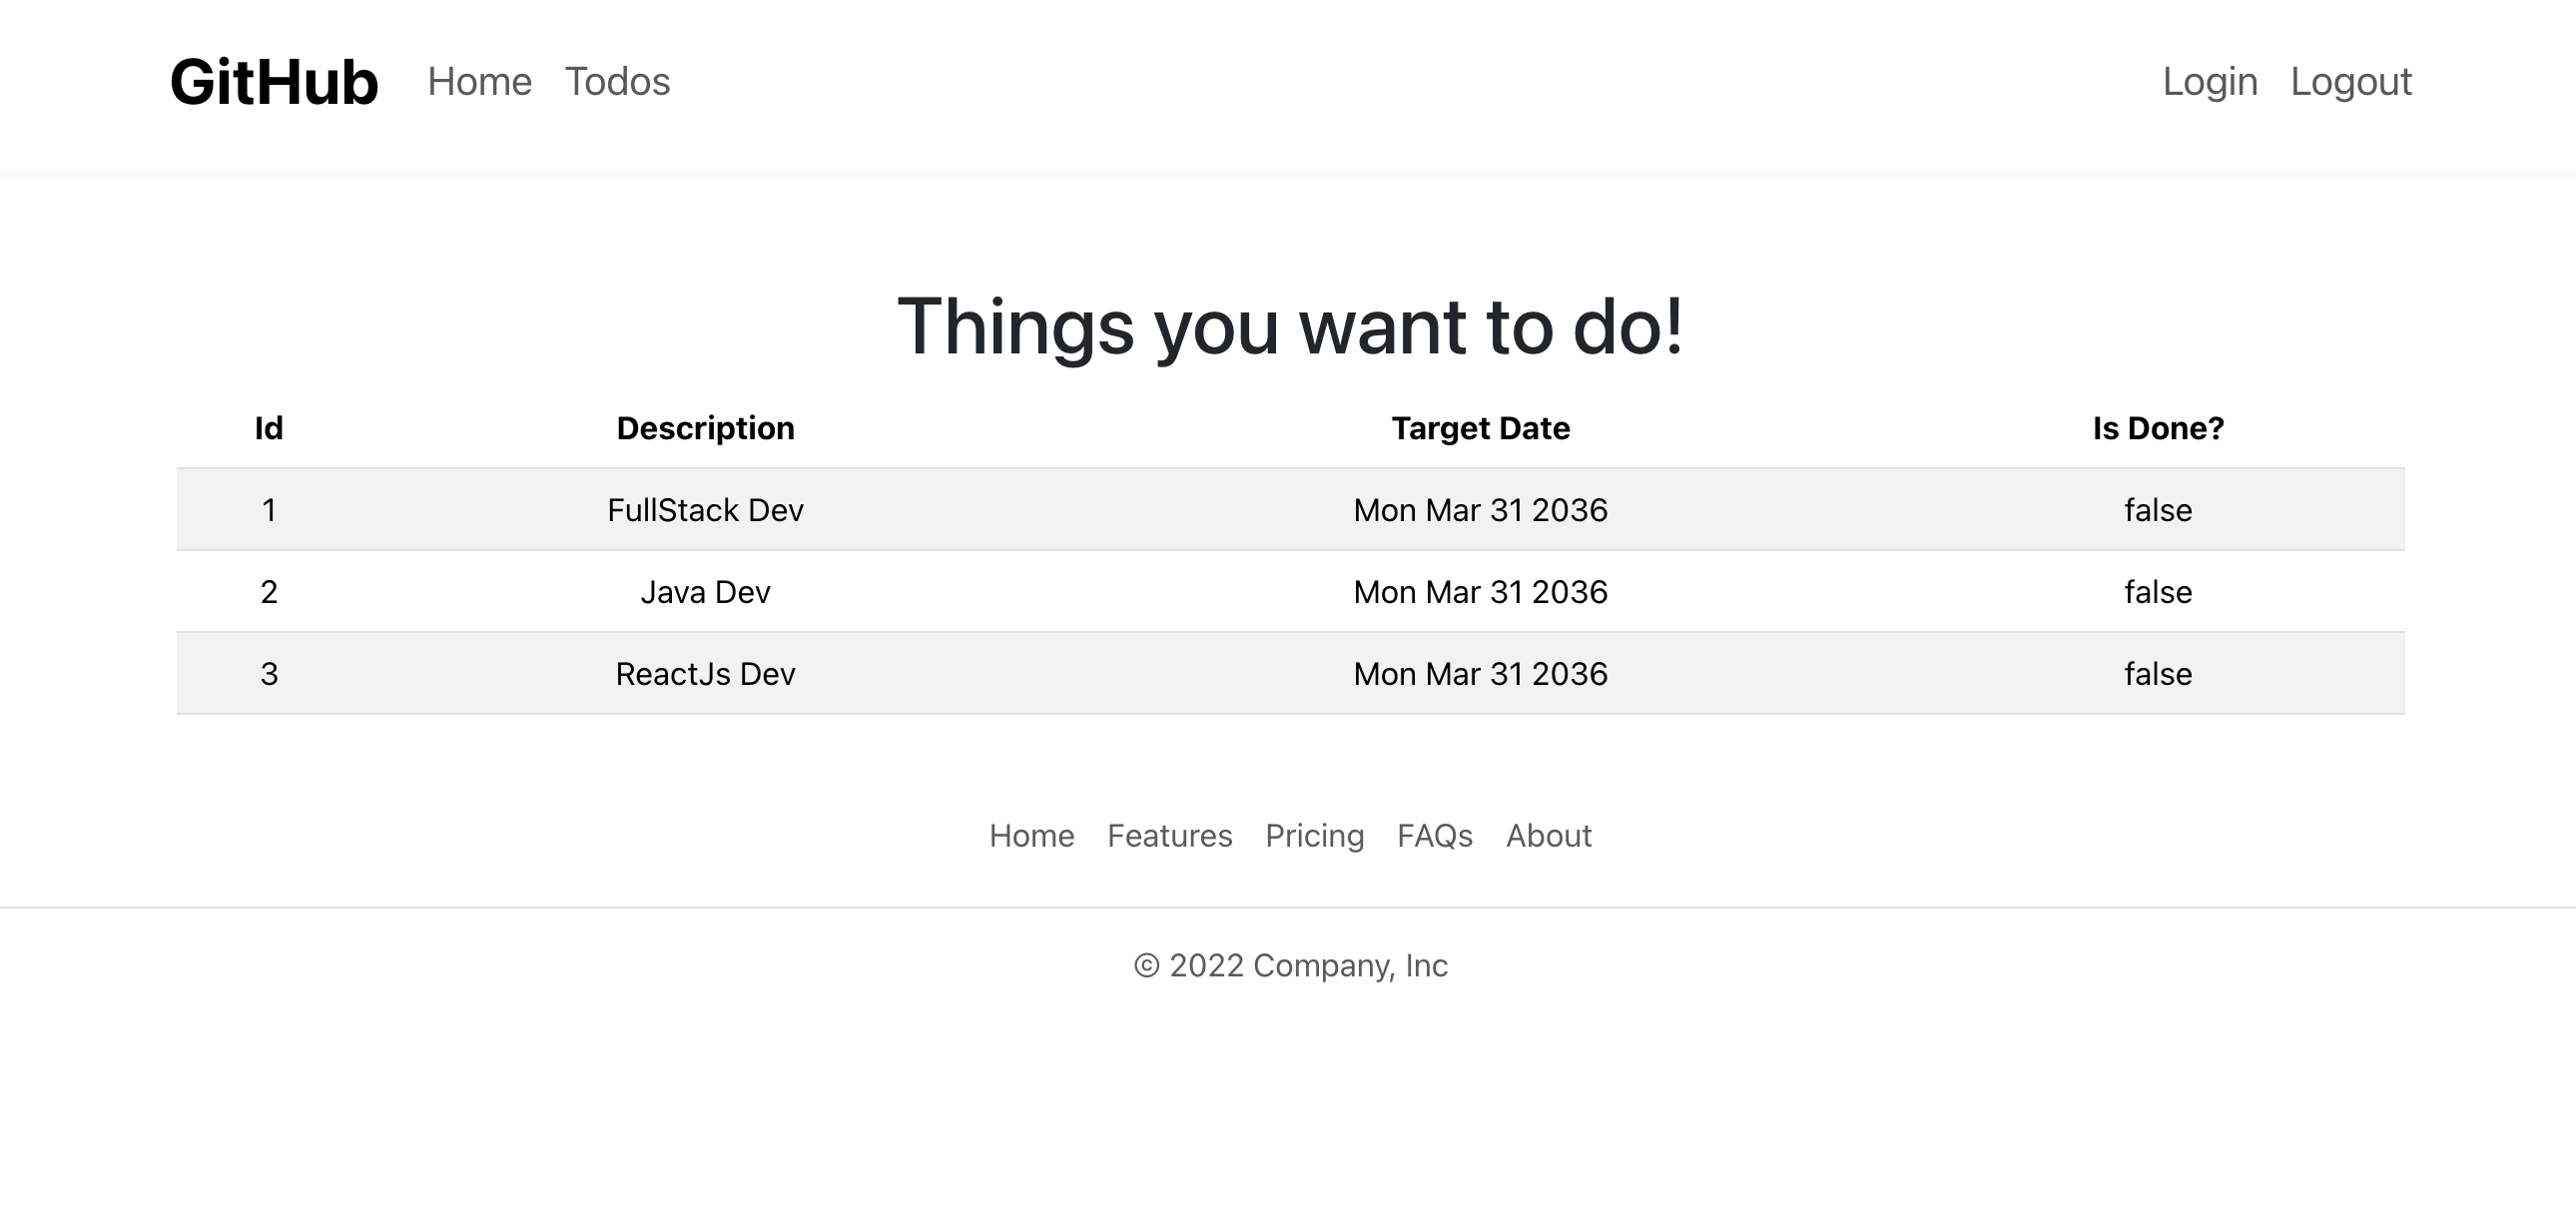 GitHub Home Todos Login Logout
Things you want to do!
Id Description Target Date Is Done?
1 FullStack Dev Mon Mar 31 2036 false
2 Java Dev Mon Mar 31 2036 false
3 ReactJs Dev Mon Mar 31 2036 false
Home Features Pricing FAQs About
© 2022 Company, Inc